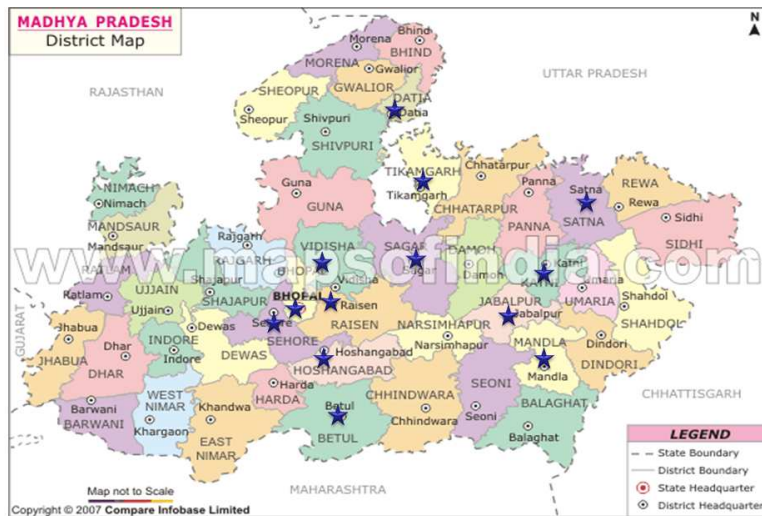 MADHYA PRADESH
District Map
N
RAJASTHAN
UTTAR PRADESH
Morena
MORENA
Bhind
BHIND
Gwalior
GWALIOR
SHEOPUR
Sheopur
DATIA
Datia
Shivpuri
SHIVPURI
TIKAMGARH
Tikamgarh
Chhatarpur
CHHATARPUR
Panna
PANNA
Satna
SATNA
REWA
Rewa
Sidhi
SIDHI
NIMACH
Nimach
MANDSAUR
Mandsaur
Guna
GUNA
Rajgarh
RAJGARH
VIDISHA
Vidisha
SAGAR
Sagar
DAMOH
Damoh
Katni
KATNI
Umaria
UMARIA
Shahdol
SHAHDOL
www.mapsofindia.com
RATLAM
Ratlam
UJJAIN
Ujjain
Shajapur
SHAJAPUR
BHOPAL
BHOPAL
Sehore
SEHORE
Raisen
RAISEN
NARSIMHAPUR
Narsimhapur
JABALPUR
Jabalpur
MANDLA
Mandla
Dindori
DINDORI
GUJARAT
Jhabua
JHABUA
Dhar
DHAR
INDORE
Indore
Dewas
DEWAS
Hoshangabad
HOSHANGABAD
Harda
HARDA
Barwani
BARWANI
WEST
NIMAR
Khargaon
Khandwa
EAST
NIMAR
Betul
BETUL
CHHINDWARA
Chhindwara
SEONI
Seoni
BALAGHAT
Balaghat
CHHATTISGARH
MAHARASHTRA
Map not to Scale
Copyright © 2007 Compare Infobase Limited
LEGEND
State Boundary
District Boundary
State Headquarter
District Headquarter